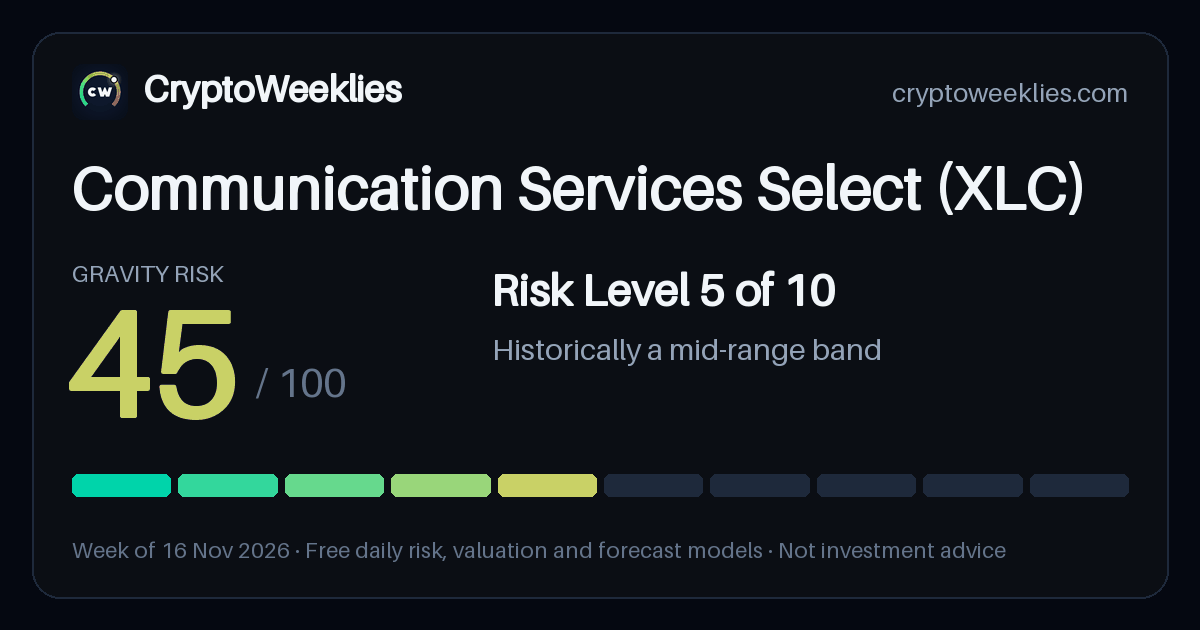 CW
CryptoWeeklies
cryptoweeklies.com
Communication Services Select (XLC)
GRAVITY RISK
45 / 100
Risk Level 5 of 10
Historically a mid-range band
Week of 16 Nov 2026 · Free daily risk, valuation and forecast models · Not investment advice